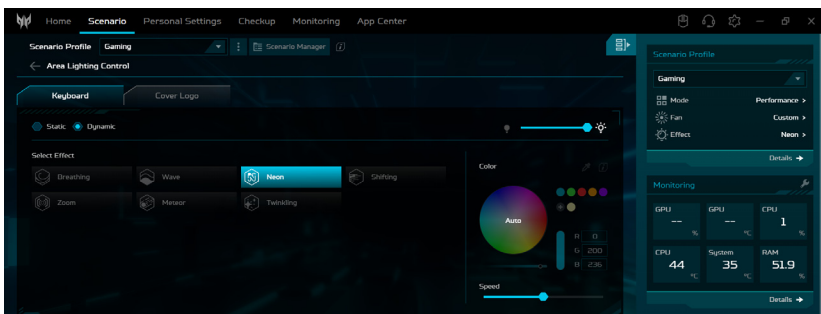 Home Scenario Personal Settings Checkup Monitoring App Center
Scenario Profile Gaming Scenario Manager
Area Lighting Control
Keyboard Cover Logo
Static Dynamic
Select Effect
Breathing Wave Neon Shifting
Zoom Meteor Twinkling
Color
Auto
R 0
G 200
B 236
Speed
Scenario Profile
Gaming
Mode Performance >
Fan Custom >
Effect Neon >
Details →
Monitoring
GPU GPU CPU
-- -- 1
% °C %
CPU System RAM
44 35 51.9
°C °C %
Details →